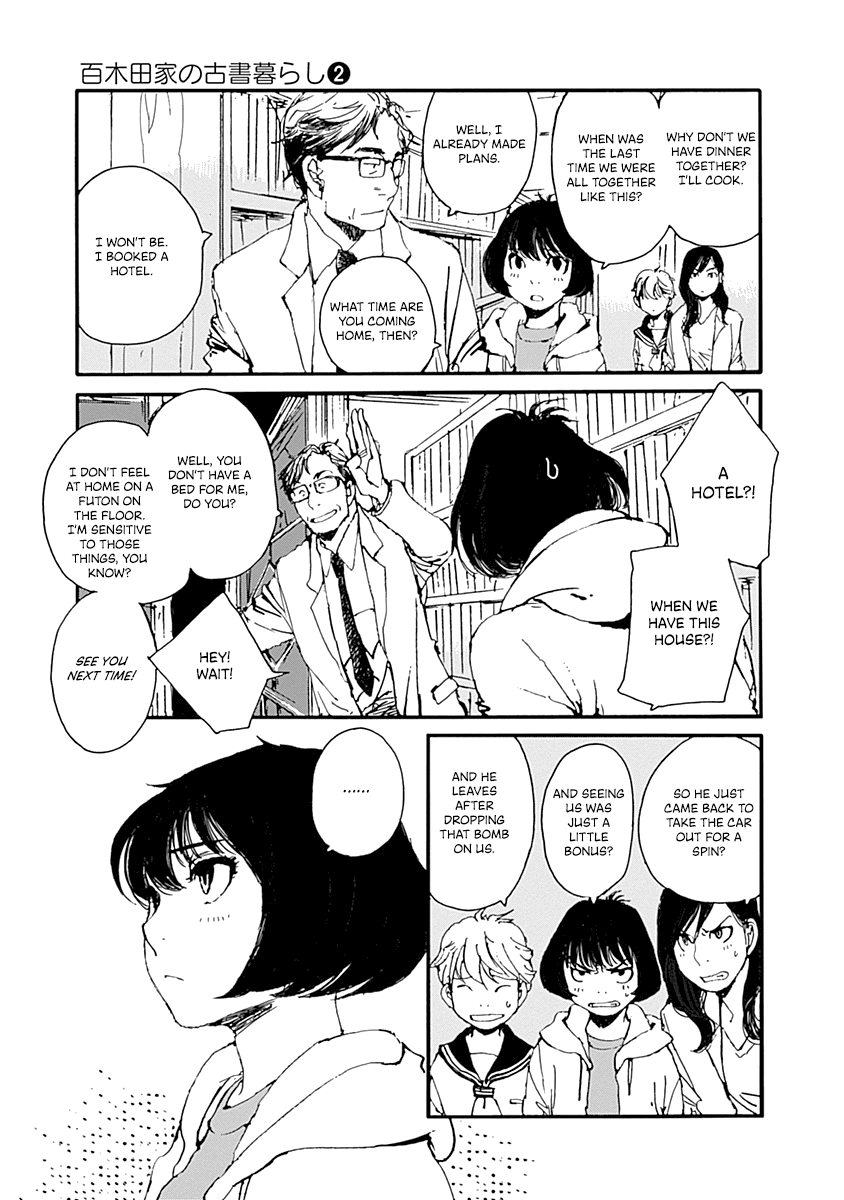 百木田家の古書暮らし❷
WHY DON'T WE
HAVE DINNER
TOGETHER?
I'LL COOK.
WHEN WAS
THE LAST
TIME WE WERE
ALL TOGETHER
LIKE THIS?
WELL, I
ALREADY MADE
PLANS.
WHAT TIME ARE
YOU COMING
HOME, THEN?
I WON'T BE.
I BOOKED A
HOTEL.
A
HOTEL?!
WHEN WE
HAVE THIS
HOUSE?!
WELL, YOU
DON'T HAVE A
BED FOR ME,
DO YOU?
I DON'T FEEL
AT HOME ON A
FUTON ON
THE FLOOR.
I'M SENSITIVE
TO THOSE
THINGS, YOU
KNOW?
HEY!
WAIT!
SEE YOU
NEXT TIME!
SO HE JUST
CAME BACK TO
TAKE THE CAR
OUT FOR A
SPIN?
AND SEEING
US WAS
JUST A
LITTLE
BONUS?
AND HE
LEAVES
AFTER
DROPPING
THAT BOMB
ON US.
......